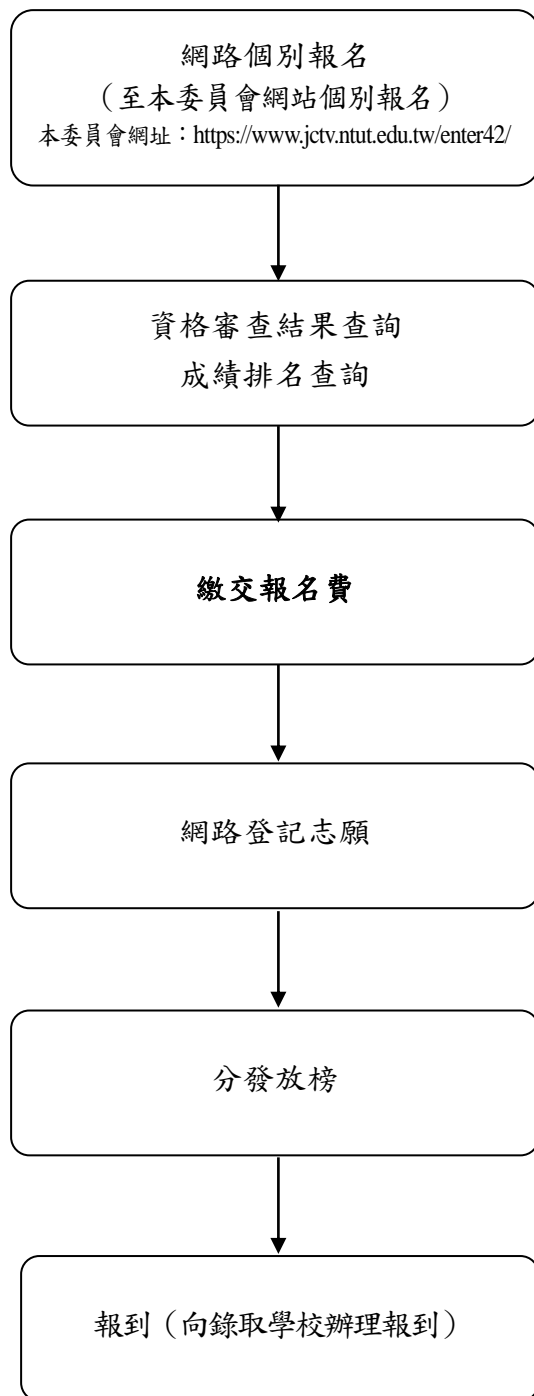 網路個別報名
（至本委員會網站個別報名）
本委員會網址：https://www.jctv.ntut.edu.tw/enter42/
資格審查結果查詢
成績排名查詢
繳交報名費
網路登記志願
分發放榜
報到（向錄取學校辦理報到）